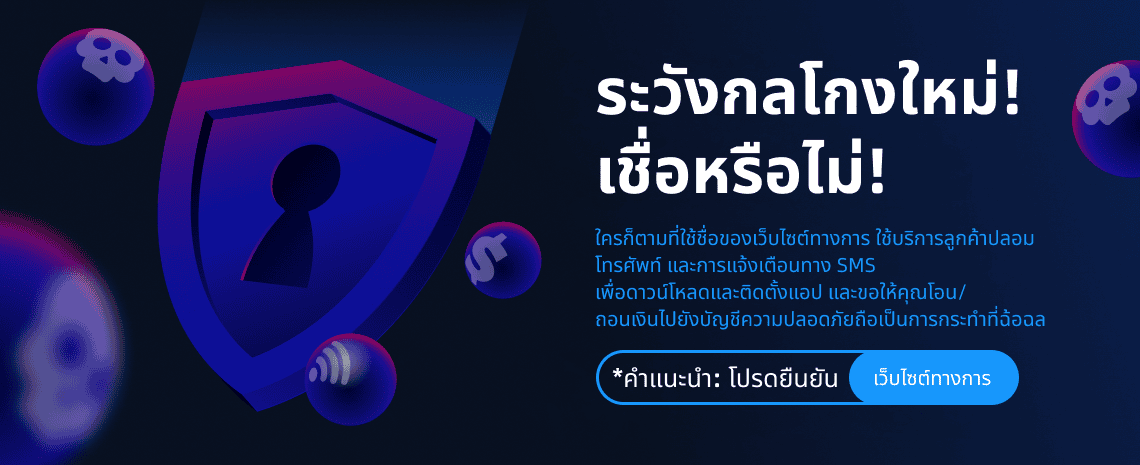 ระวังกลโกงใหม่!
เชื่อหรือไม่!
ใครก็ตามที่ใช้ชื่อของเว็บไซต์ทางการ ใช้บริการลูกค้าปลอม
โทรศัพท์ และการแจ้งเตือนทาง SMS
เพื่อดาวน์โหลดและติดตั้งแอป และขอให้คุณโอน/
ถอนเงินไปยังบัญชีความปลอดภัยถือเป็นการกระทำที่ฉ้อฉล
*คำแนะนำ: โปรดยืนยัน เว็บไซต์ทางการ